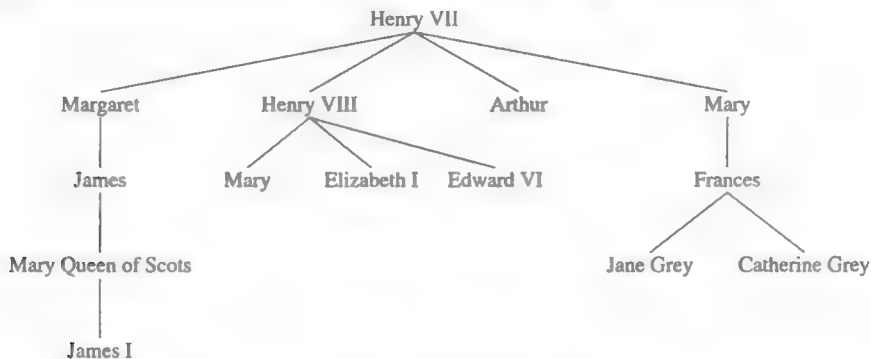 Henry VII
Margaret Henry VIII Arthur Mary
James Mary Elizabeth I Edward VI Frances
Mary Queen of Scots Jane Grey Catherine Grey
James I